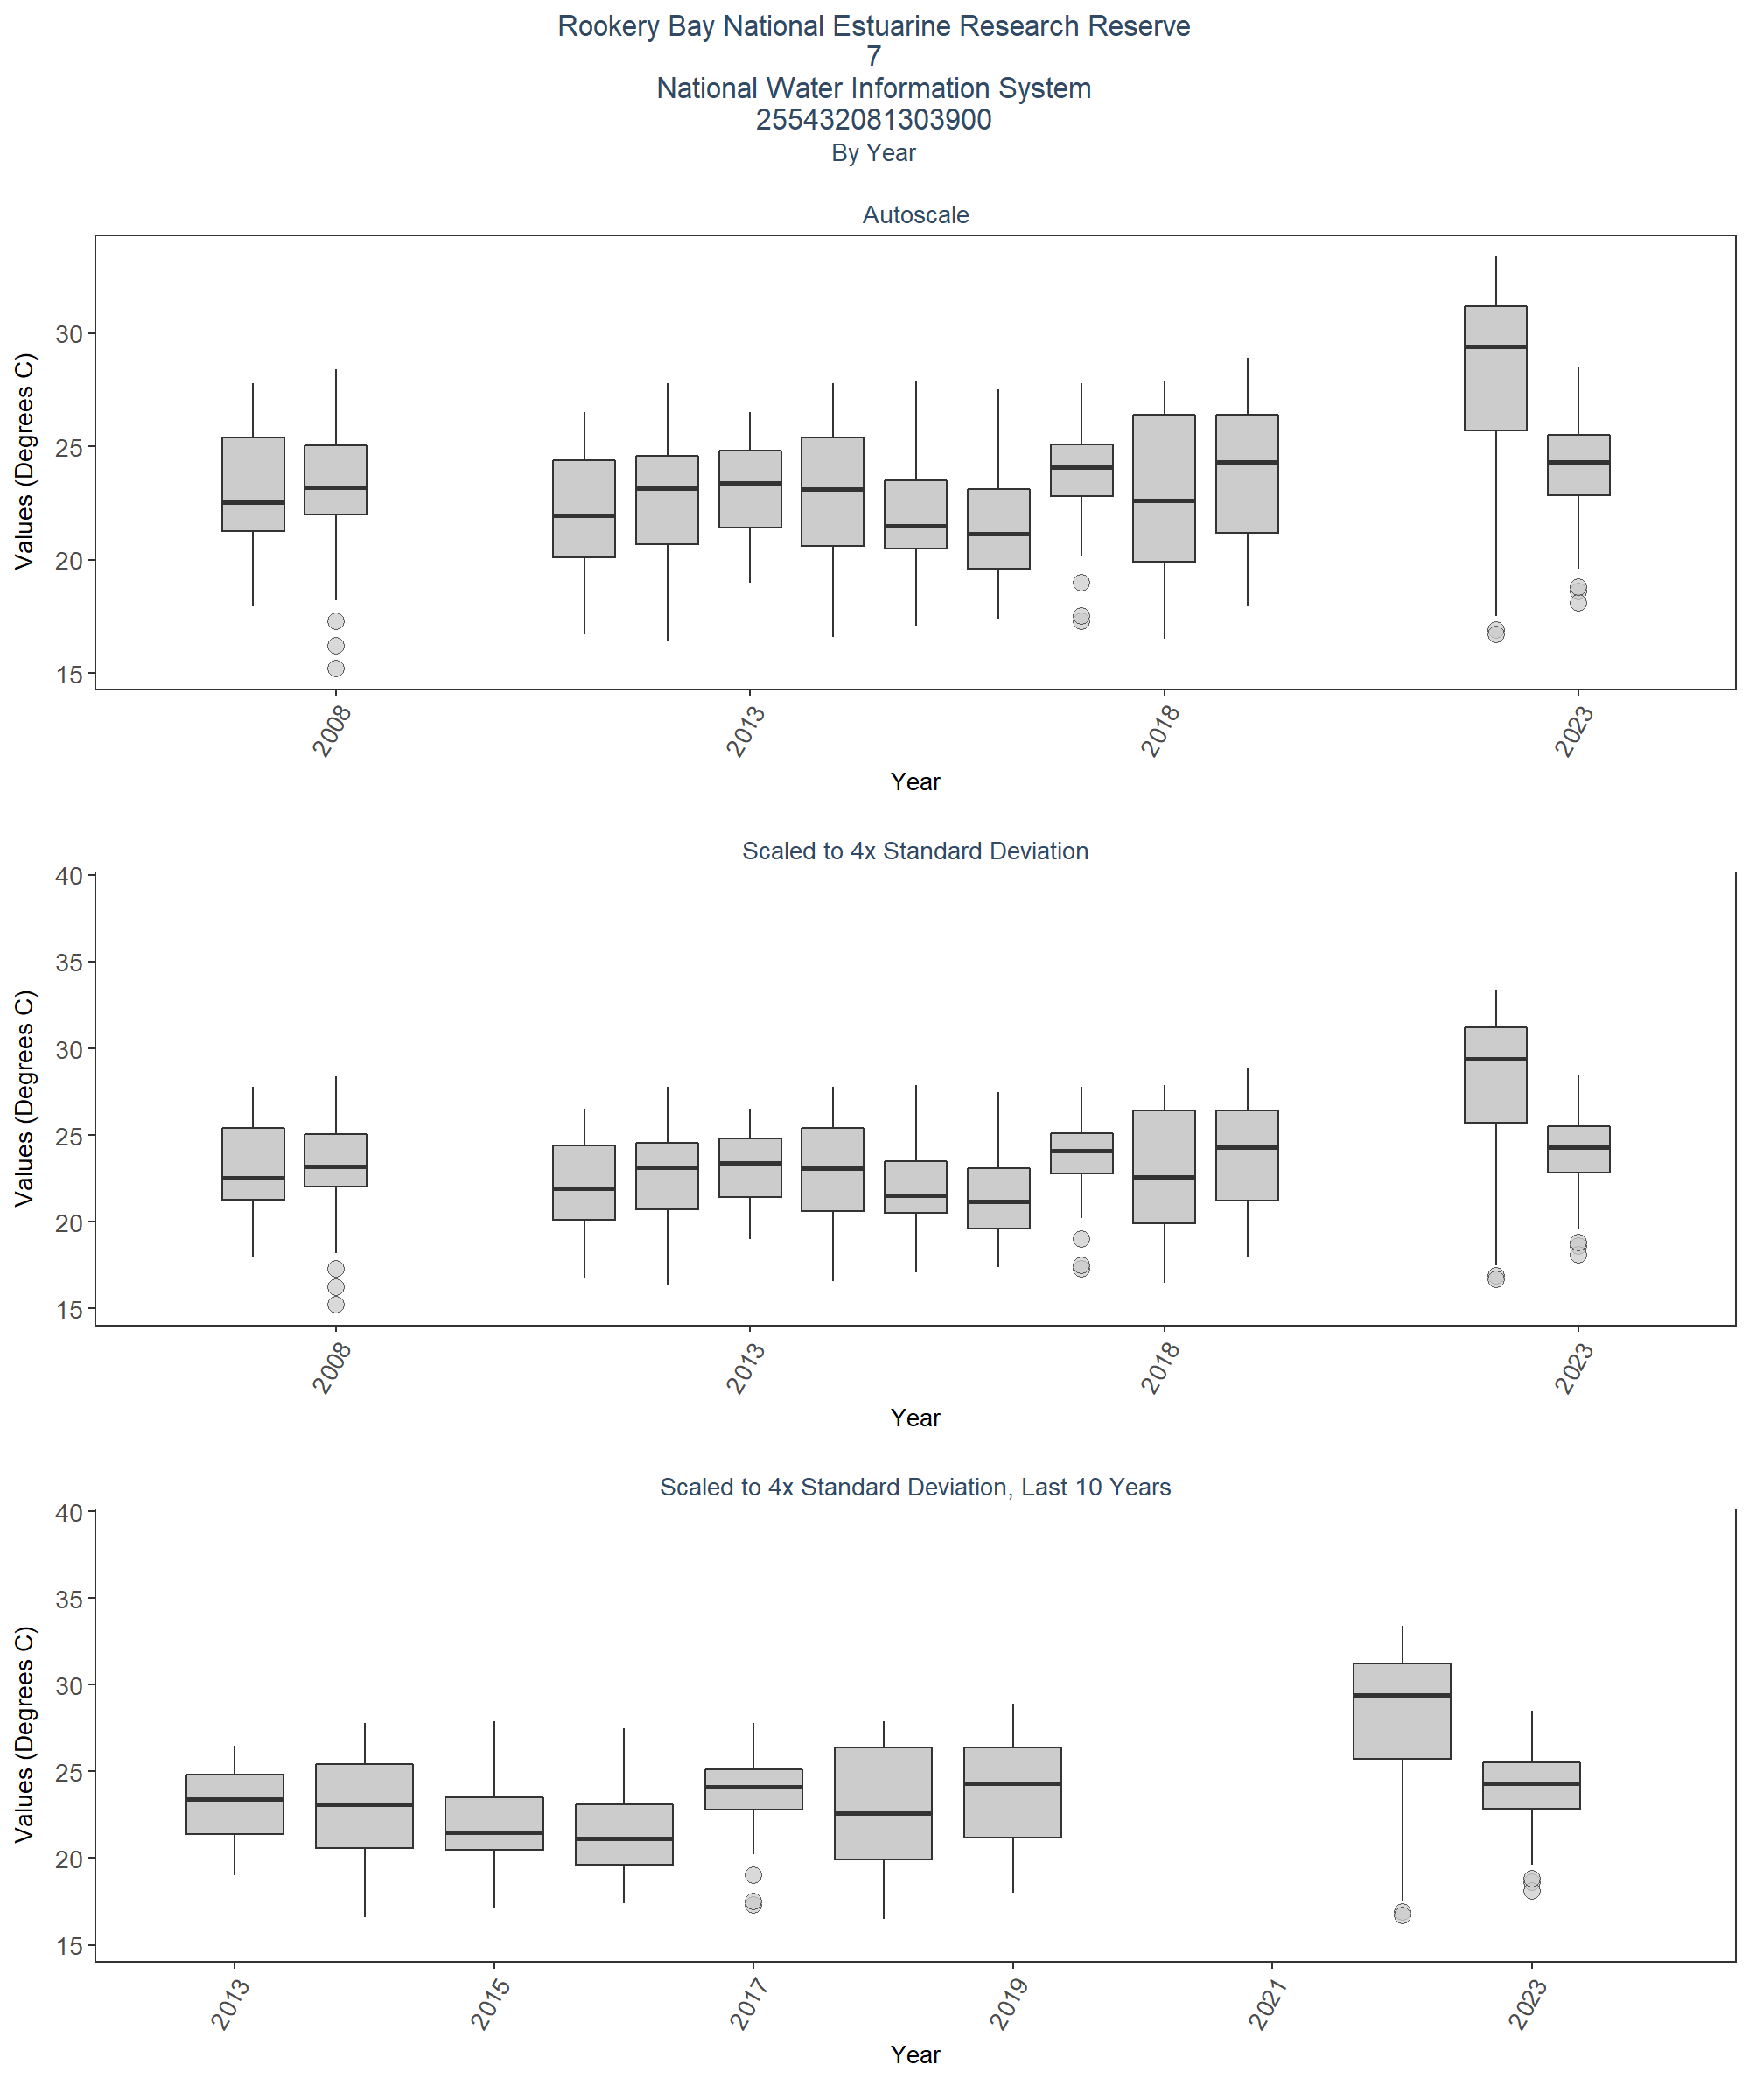 Rookery Bay National Estuarine Research Reserve
7
National Water Information System
255432081303900
By Year
Autoscale
Values (Degrees C)
30
25
20
15
2008
2013
2018
2023
Year
Scaled to 4x Standard Deviation
Values (Degrees C)
40
35
30
25
20
15
2008
2013
2018
2023
Year
Scaled to 4x Standard Deviation, Last 10 Years
Values (Degrees C)
40
35
30
25
20
15
2013
2015
2017
2019
2021
2023
Year